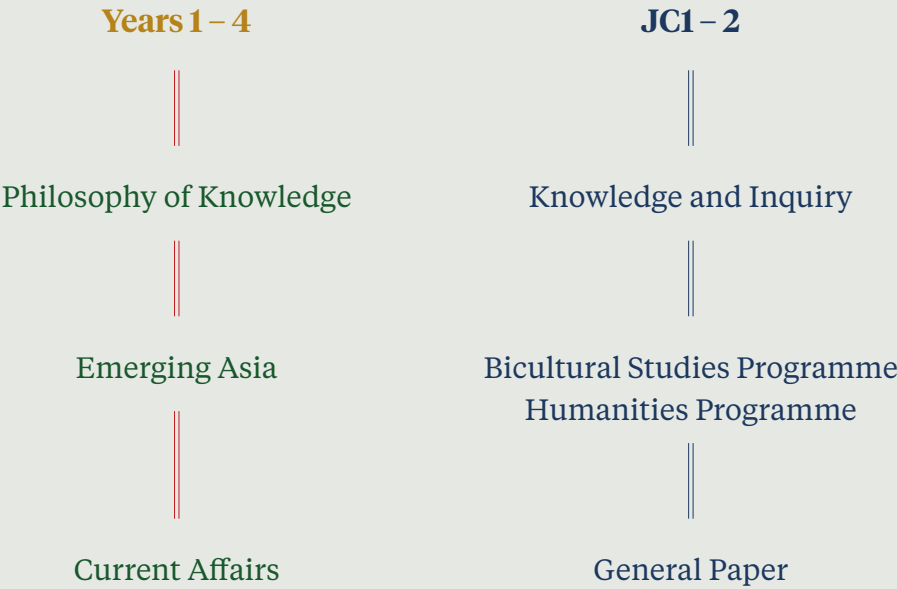 Years 1 – 4
Philosophy of Knowledge
Emerging Asia
Current Affairs
JC1 – 2
Knowledge and Inquiry
Bicultural Studies Programme
Humanities Programme
General Paper